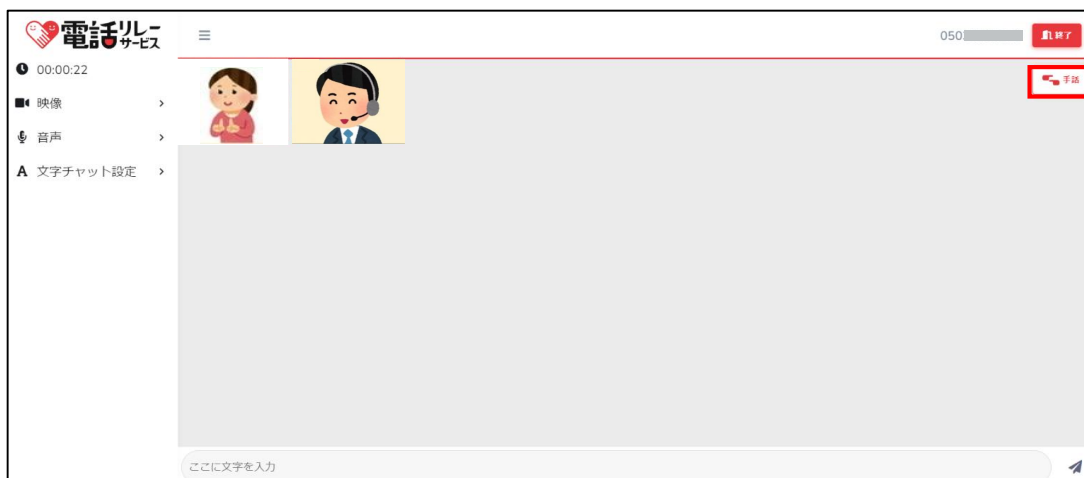 電話リレーサービス
050
終了
00:00:22
手話
映像
音声
A 文字チャット設定
ここに文字を入力